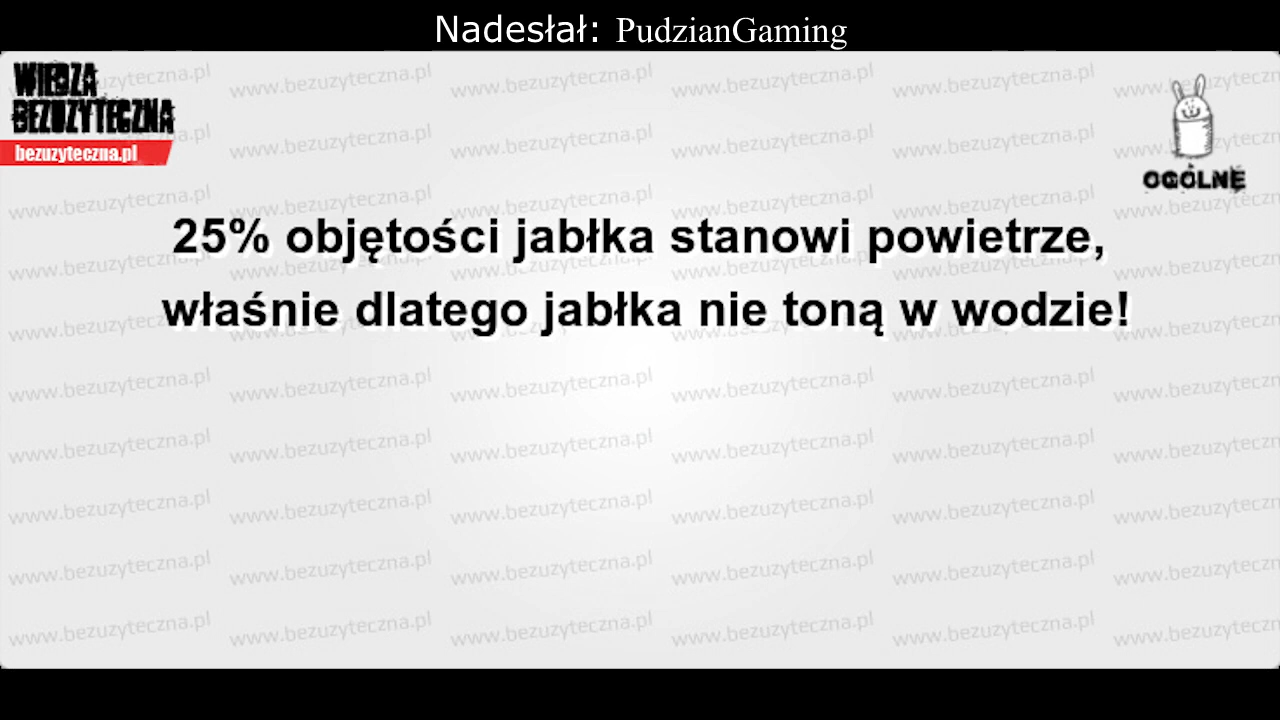 Nadesłał: PudzianGaming
WIEDZA
BEZUZYTECZNA
bezuzyteczna.pl
OGÓLNE
25% objętości jabłka stanowi powietrze,
właśnie dlatego jabłka nie toną w wodzie!
www.bezuzyteczna.pl